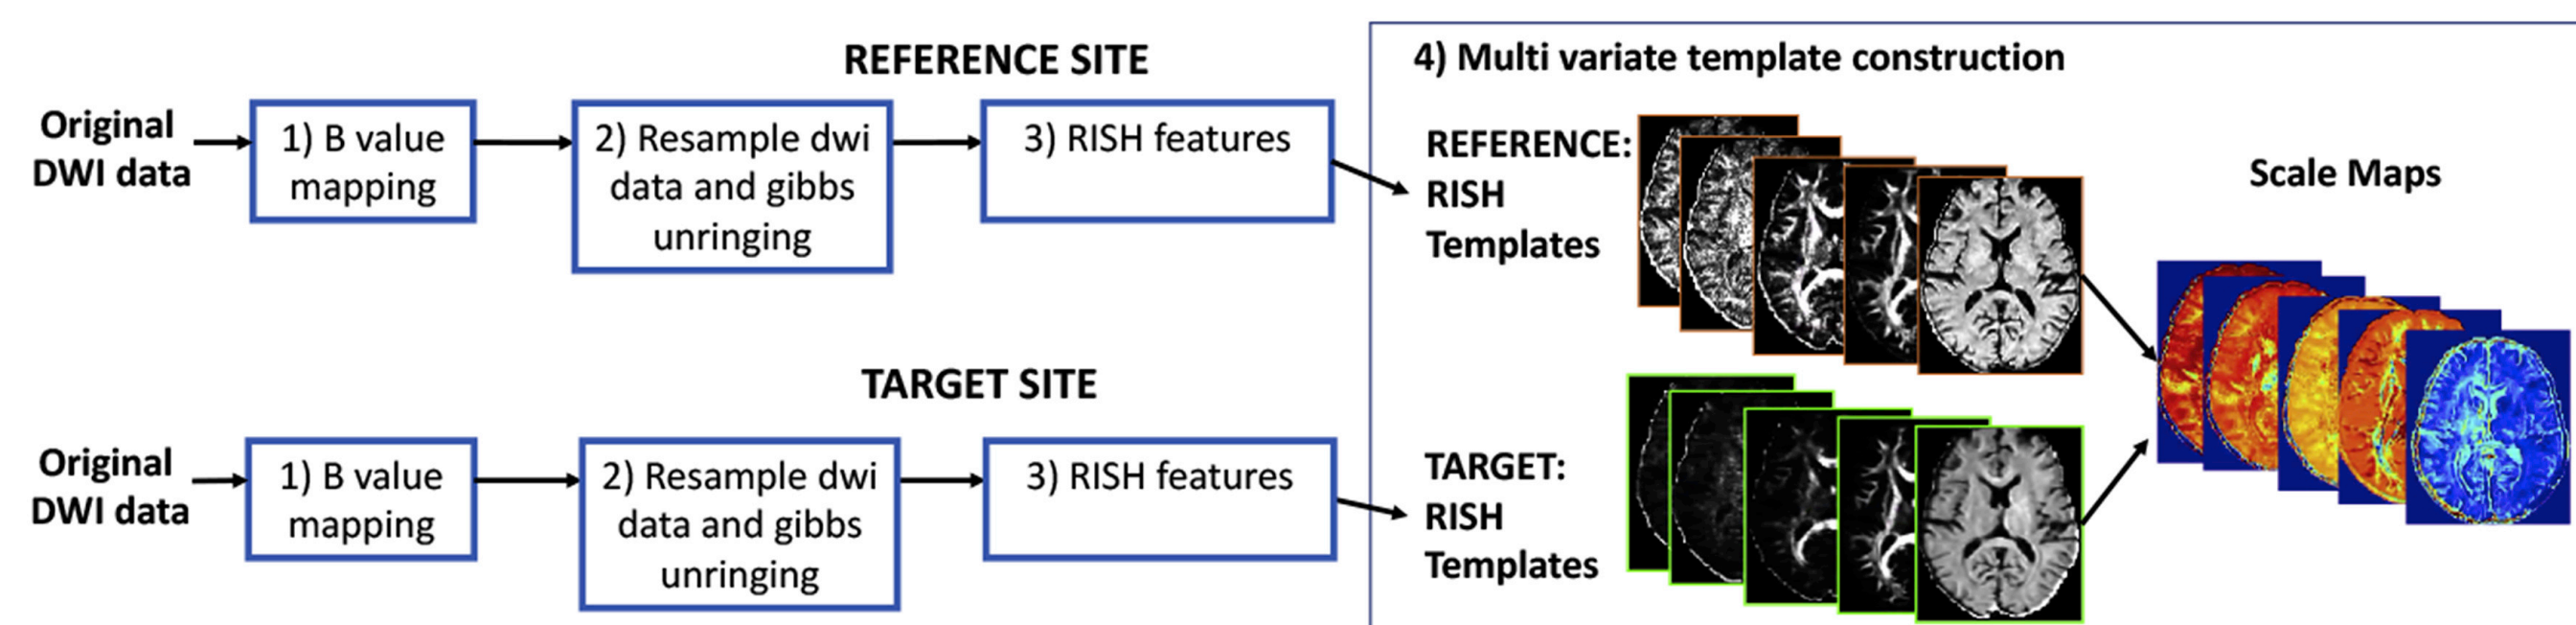 REFERENCE SITE
Original
DWI data
1) B value
mapping
2) Resample dwi
data and gibbs
unringing
3) RISH features
4) Multi variate template construction
REFERENCE:
RISH
Templates
Scale Maps
TARGET SITE
Original
DWI data
1) B value
mapping
2) Resample dwi
data and gibbs
unringing
3) RISH features
TARGET:
RISH
Templates